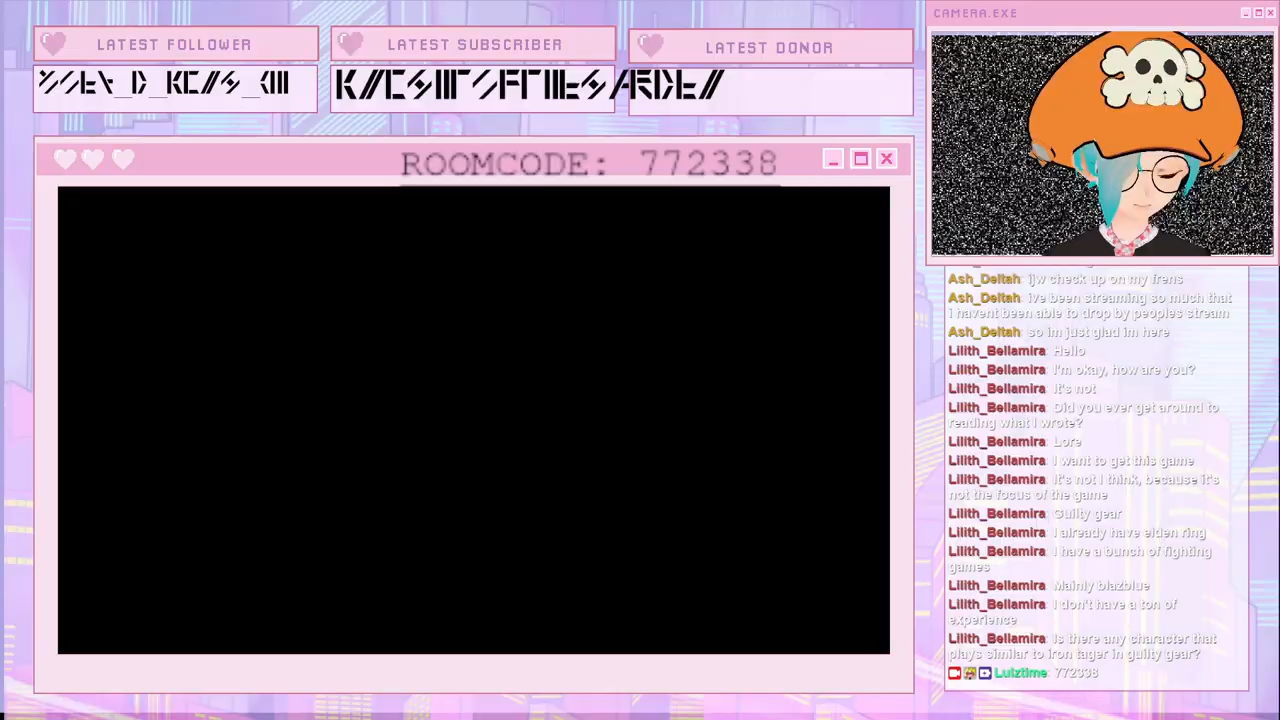 CAMERA.EXE
LATEST FOLLOWER
LATEST SUBSCRIBER
LATEST DONOR
ROOMCODE: 772338
Ash_Deltah: ijw check up on my frens
Ash_Deltah: ive been streaming so much that
i havent been able to drop by peoples stream
Ash_Deltah: so im just glad im here
Lilith_Bellamira: Hello
Lilith_Bellamira: I'm okay, how are you?
Lilith_Bellamira: It's not
Lilith_Bellamira: Did you ever get around to
reading what I wrote?
Lilith_Bellamira: Lore
Lilith_Bellamira: I want to get this game
Lilith_Bellamira: It's not I think, because it's
not the focus of the game
Lilith_Bellamira: Guilty gear
Lilith_Bellamira: I already have elden ring
Lilith_Bellamira: I have a bunch of fighting
games
Lilith_Bellamira: Mainly blazblue
Lilith_Bellamira: I don't have a ton of
experience
Lilith_Bellamira: Is there any character that
plays similar to iron tager in guilty gear?
Luiztime: 772338